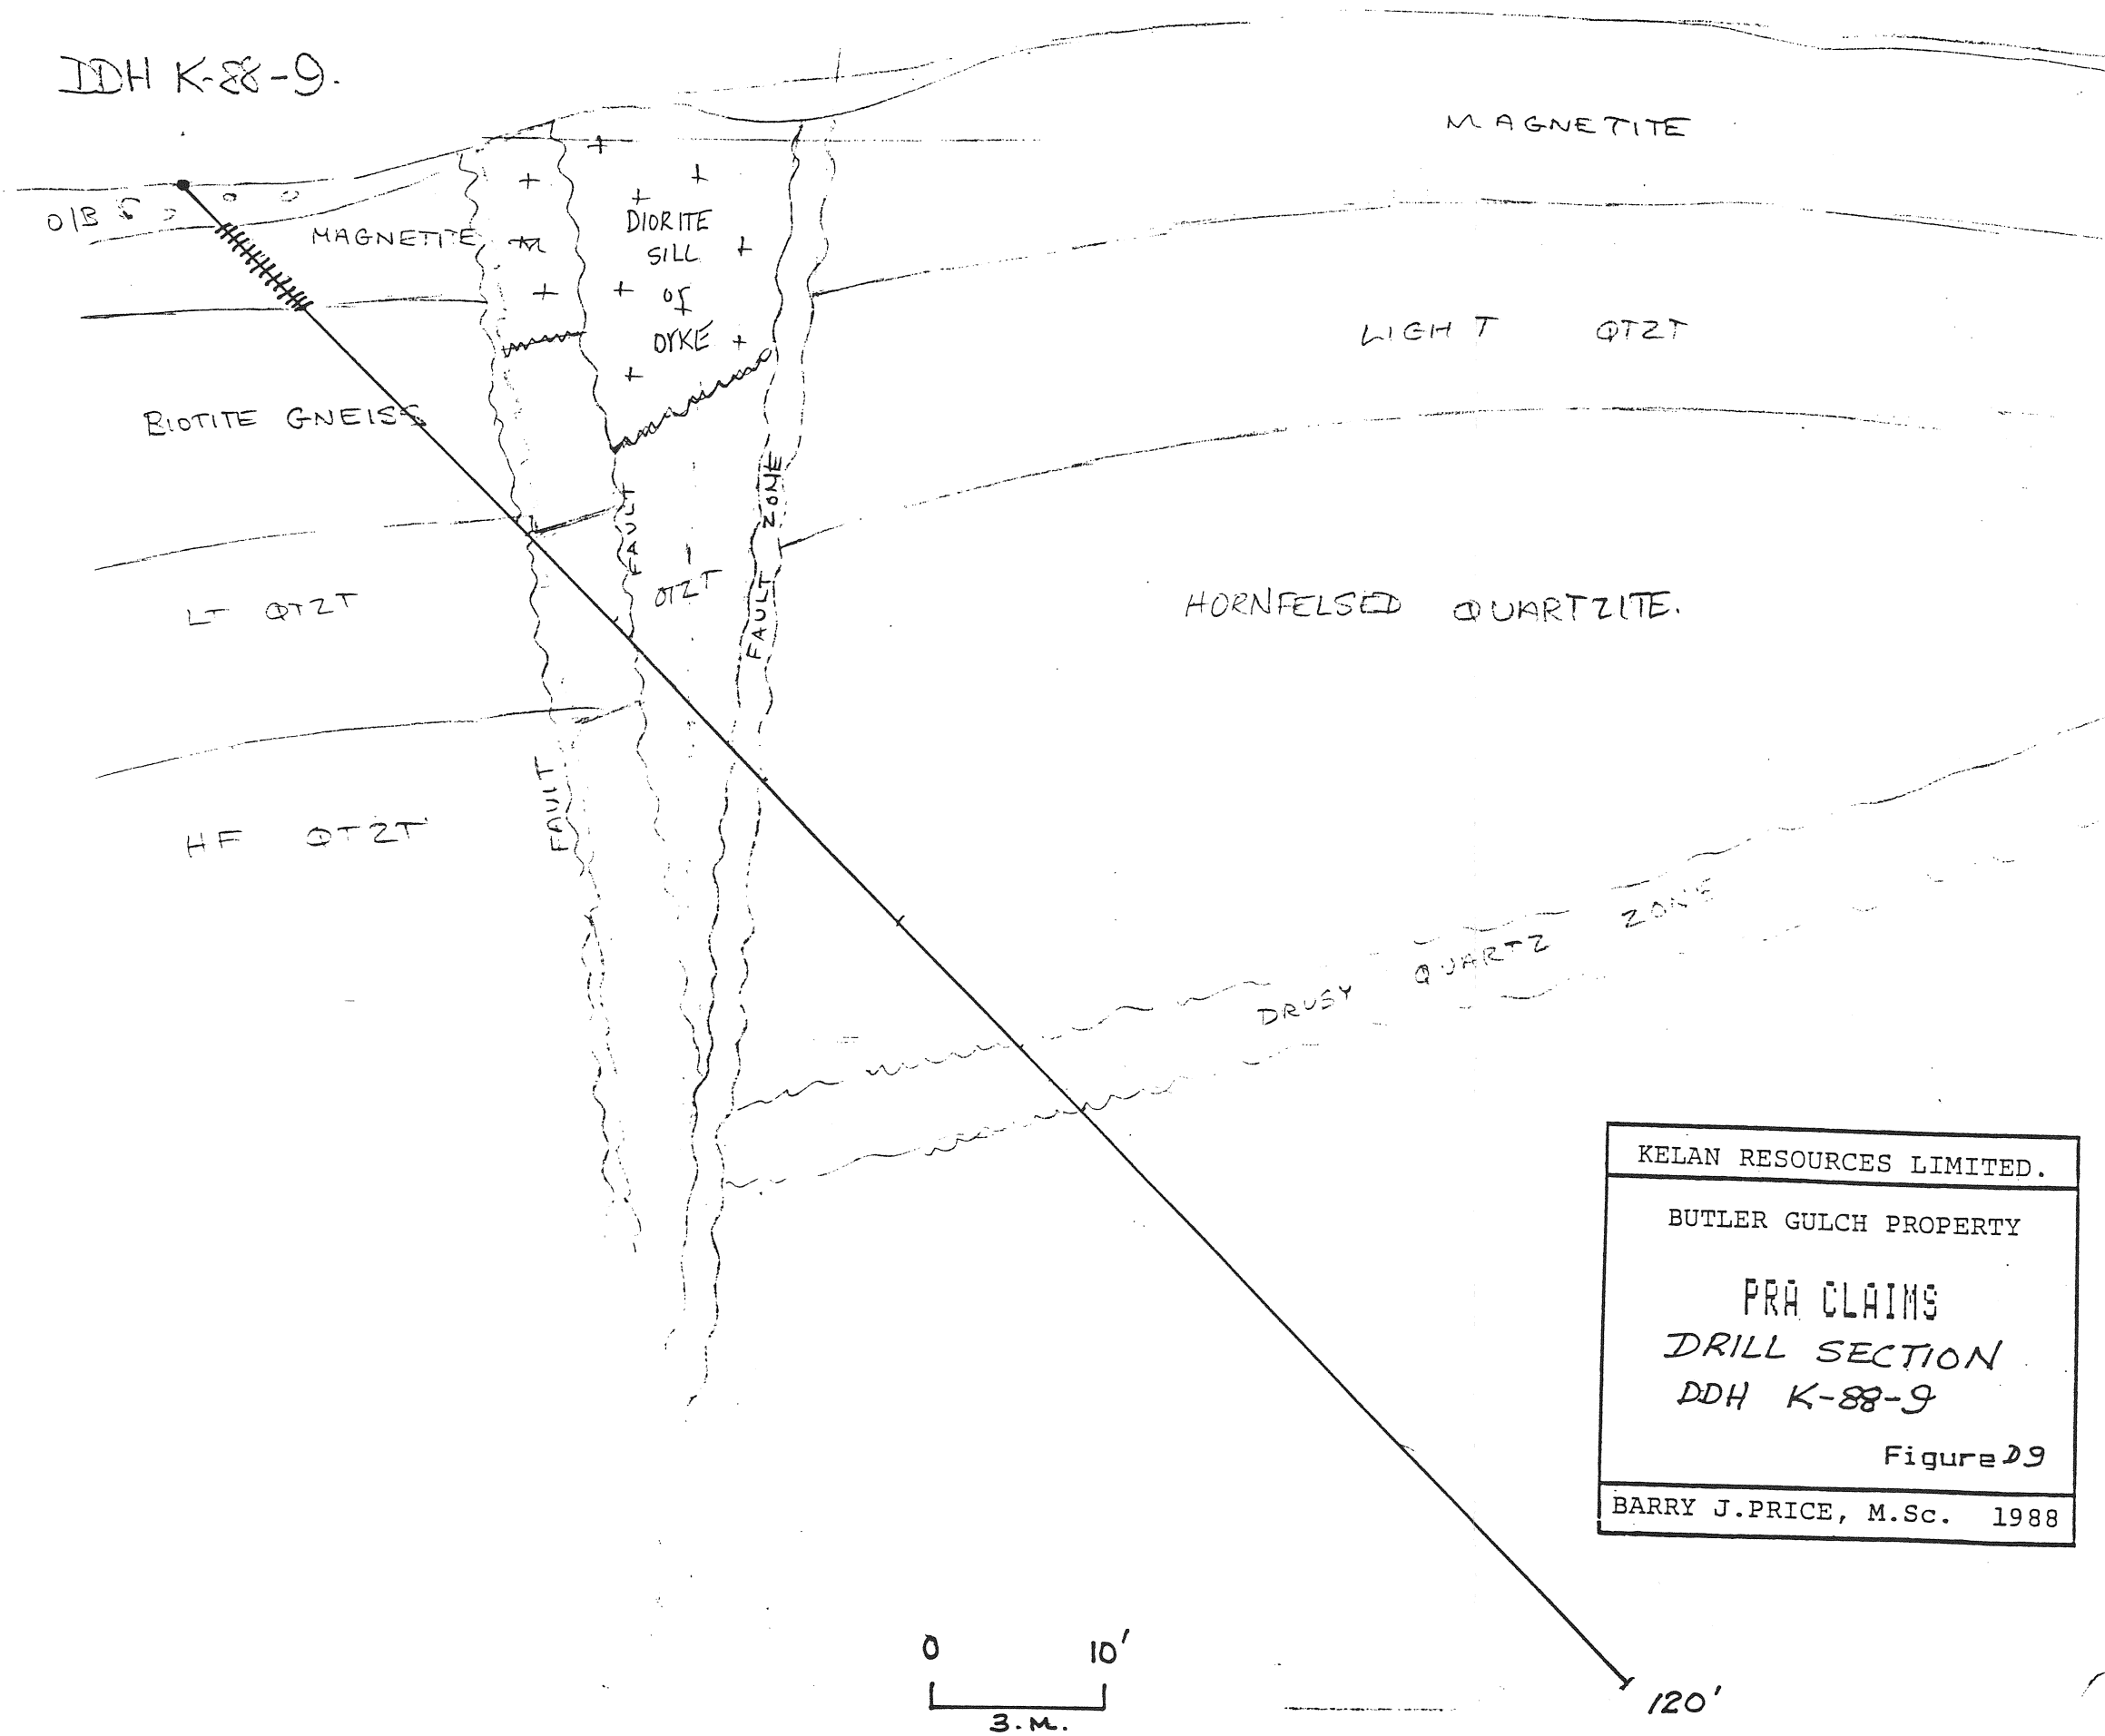 DDH K-88-9.
MAGNETITE
O/B
MAGNETITE
DIORITE
SILL
or
DYKE
LIGHT QTZT
BIOTITE GNEISS
FAULT
FAULT ZONE
QTZT
LT QTZT
HORNFELSED QUARTZITE.
FAULT
HF QTZT
DRUSY QUARTZ ZONE
KELAN RESOURCES LIMITED.
BUTLER GULCH PROPERTY
PRA CLAIMS
DRILL SECTION
DDH K-88-9
Figure D9
BARRY J.PRICE, M.Sc. 1988
0 10'
3. M.
120'